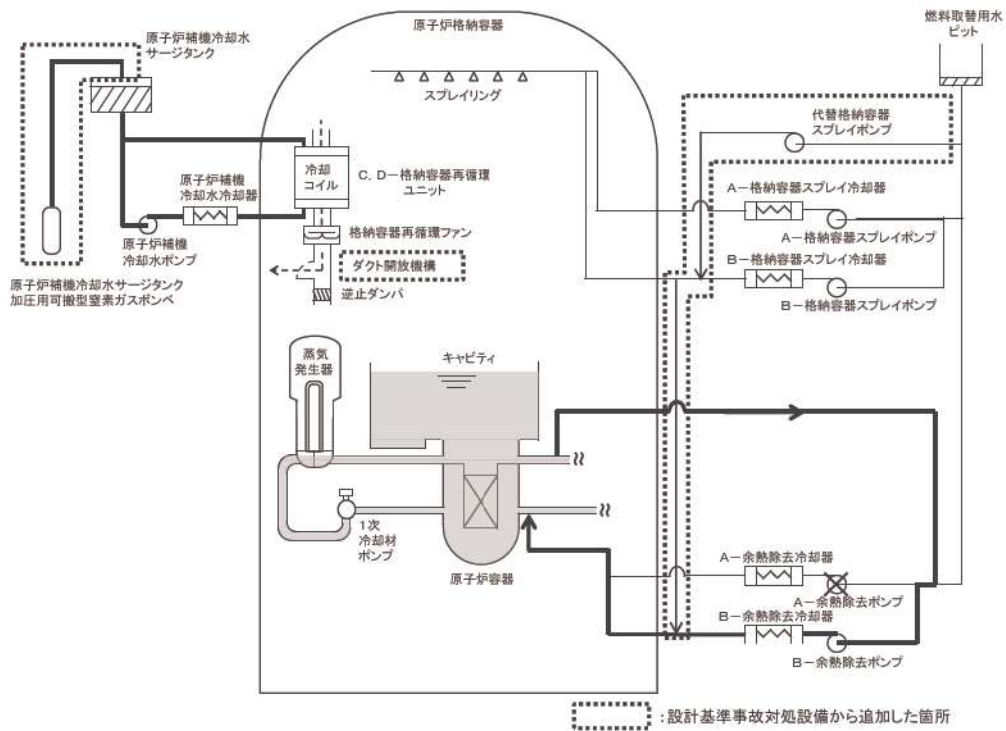 原子炉補機冷却水
サージタンク
原子炉格納容器
燃料取替用水
ピット
スプレイリング
代替格納容器
スプレイポンプ
冷却
コイル
C，D－格納容器再循環
ユニット
原子炉補機
冷却水冷却器
A－格納容器スプレイ冷却器
A－格納容器スプレイポンプ
原子炉補機
冷却水ポンプ
格納容器再循環ファン
B－格納容器スプレイ冷却器
ダクト開放機構
原子炉補機冷却水サージタンク
加圧用可搬型窒素ガスボンベ
逆止ダンパ
B－格納容器スプレイポンプ
蒸気
発生器
キャビティ
1次
冷却材
ポンプ
原子炉容器
A－余熱除去冷却器
A－余熱除去ポンプ
B－余熱除去冷却器
B－余熱除去ポンプ
：設計基準事故対処設備から追加した箇所